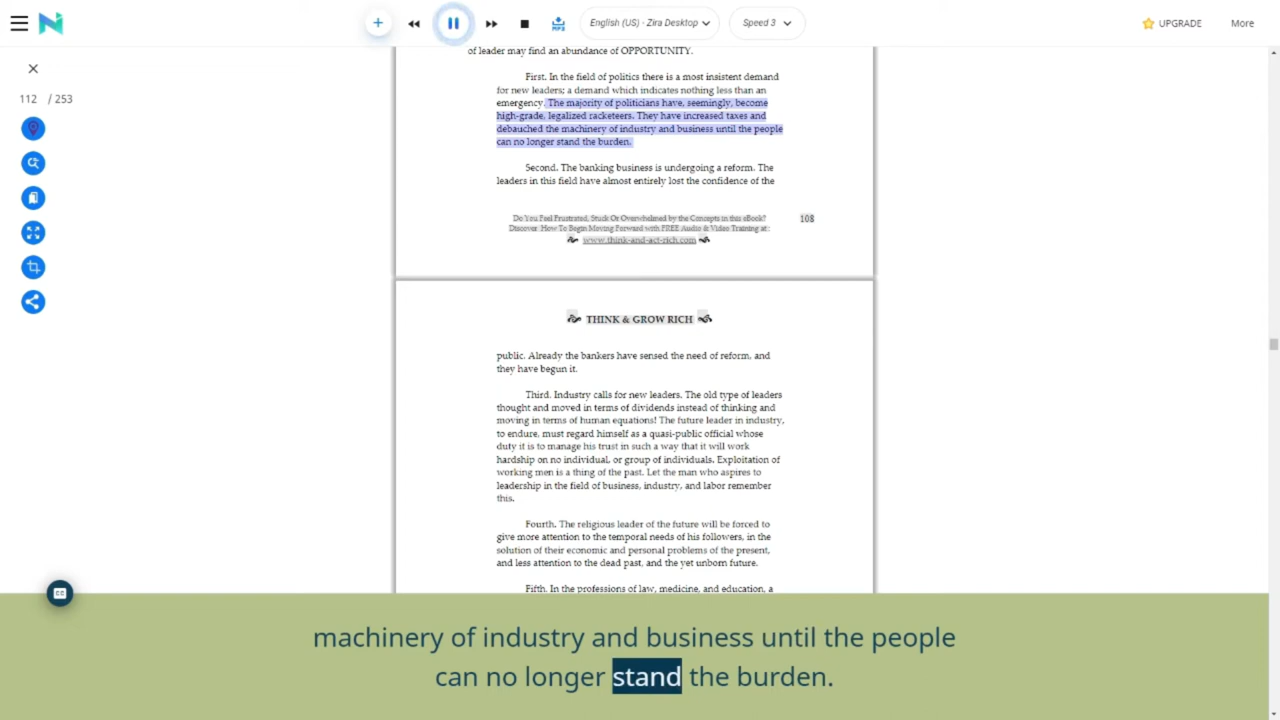 English (US) - Zira Desktop
Speed 3
UPGRADE
More
112 / 253
of leader may find an abundance of OPPORTUNITY.
First. In the field of politics there is a most insistent demand
for new leaders; a demand which indicates nothing less than an
emergency. The majority of politicians have, seemingly, become
high-grade, legalized racketeers. They have increased taxes and
debauched the machinery of industry and business until the people
can no longer stand the burden.
Second. The banking business is undergoing a reform. The
leaders in this field have almost entirely lost the confidence of the
Do You Feel Frustrated, Stuck Or Overwhelmed by the Concepts in this eBook?
108
Discover How To Begin Moving Forward with FREE Audio & Video Training at:
www.think-and-act-rich.com
THINK & GROW RICH
public. Already the bankers have sensed the need of reform, and
they have begun it.
Third. Industry calls for new leaders. The old type of leaders
thought and moved in terms of dividends instead of thinking and
moving in terms of human equations! The future leader in industry,
to endure, must regard himself as a quasi-public official whose
duty it is to manage his trust in such a way that it will work
hardship on no individual, or group of individuals. Exploitation of
working men is a thing of the past. Let the man who aspires to
leadership in the field of business, industry, and labor remember
this.
Fourth. The religious leader of the future will be forced to
give more attention to the temporal needs of his followers, in the
solution of their economic and personal problems of the present,
and less attention to the dead past, and the yet unborn future.
Fifth. In the professions of law, medicine, and education, a
CC
machinery of industry and business until the people
can no longer stand the burden.
MP3